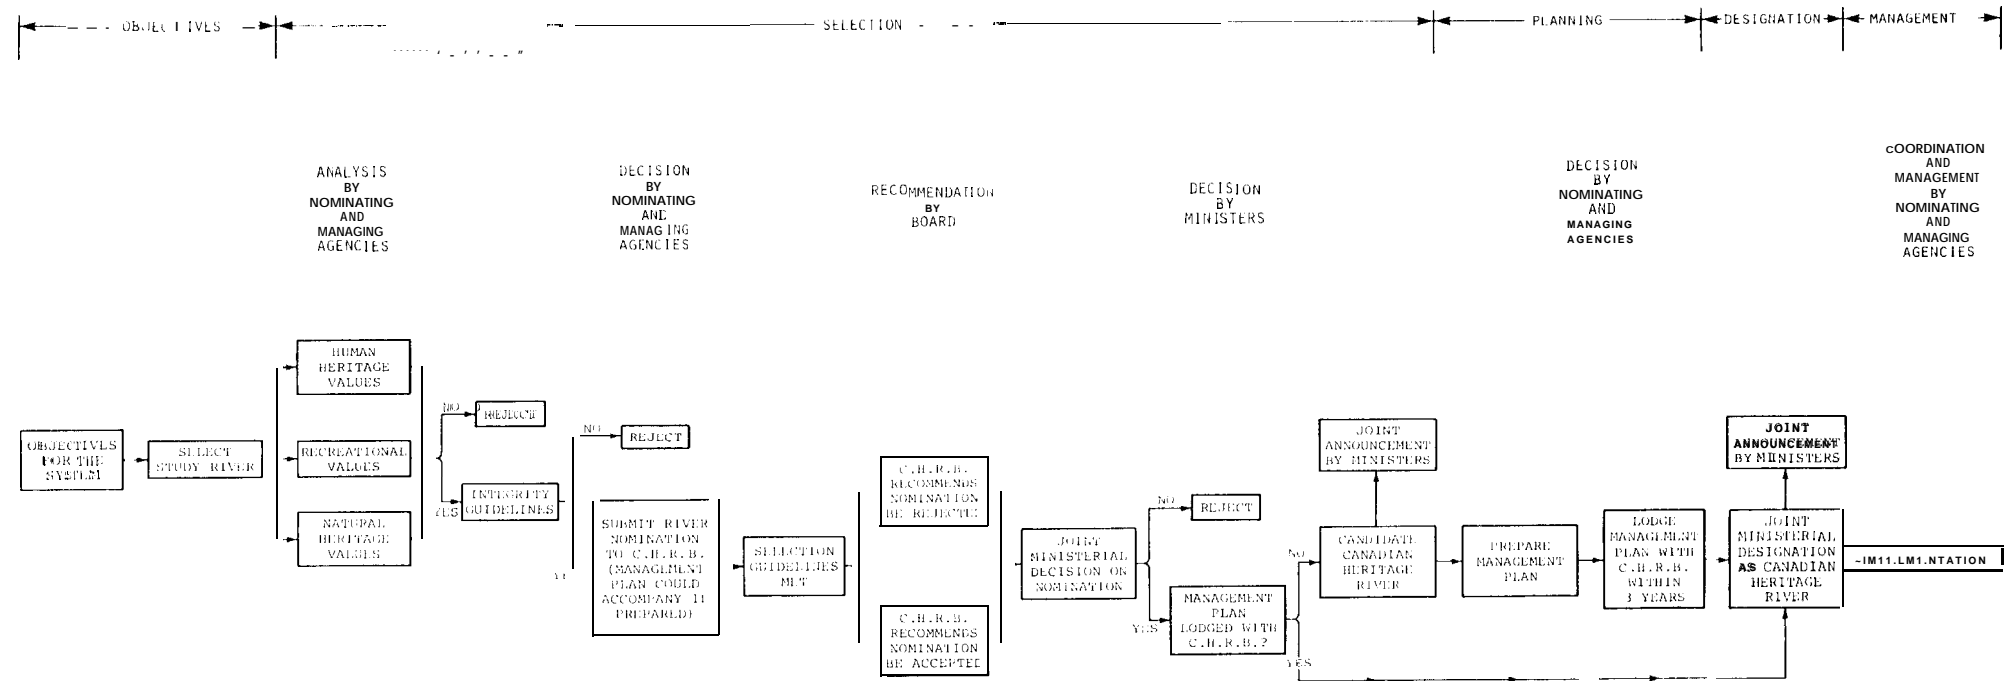 OBJECTIVES
SELECTION
PLANNING
DESIGNATION
MANAGEMENT
ANALYSIS
BY
NOMINATING
AND
MANAGING
AGENCIES
DECISION
BY
NOMINATING
AND
MANAGING
AGENCIES
RECOMMENDATION
BY
BOARD
DECISION
BY
MINISTERS
DECISION
BY
NOMINATING
AND
MANAGING
AGENCIES
COORDINATION
AND
MANAGEMENT
BY
NOMINATING
AND
MANAGING
AGENCIES
OBJECTIVES
FOR THE
SYSTEM
SELECT
STUDY RIVER
HUMAN
HERITAGE
VALUES
RECREATIONAL
VALUES
NATURAL
HERITAGE
VALUES
NO
REJECT
YES
INTEGRITY
GUIDELINES
NO
REJECT
SUBMIT RIVER
NOMINATION
TO C.H.R.B.
(MANAGEMENT
PLAN COULD
ACCOMPANY IF
PREPARED)
SELECTION
GUIDELINES
MET
C.H.R.B.
RECOMMENDS
NOMINATION
BE REJECTED
C.H.R.B.
RECOMMENDS
NOMINATION
BE ACCEPTED
JOINT
MINISTERIAL
DECISION ON
NOMINATION
NO
REJECT
YES
MANAGEMENT
PLAN
LODGED WITH
C.H.R.B.?
NO
YES
JOINT
ANNOUNCEMENT
BY MINISTERS
CANDIDATE
CANADIAN
HERITAGE
RIVER
PREPARE
MANAGEMENT
PLAN
LODGE
MANAGEMENT
PLAN WITH
C.H.R.B.
WITHIN
3 YEARS
JOINT
ANNOUNCEMENT
BY MINISTERS
JOINT
MINISTERIAL
DESIGNATION
AS CANADIAN
HERITAGE
RIVER
~IM11.LM1.NTATION